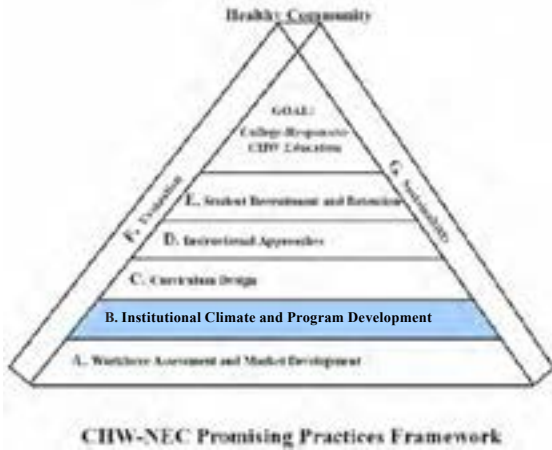 Healthy Community
GOAL:
College-Responsive
CHW Education
E. Student Recruitment and Retention
D. Instructional Approaches
C. Curriculum Design
B. Institutional Climate and Program Development
A. Workforce Assessment and Market Development
F. Evaluation
G. Sustainability
CHW-NEC Promising Practices Framework